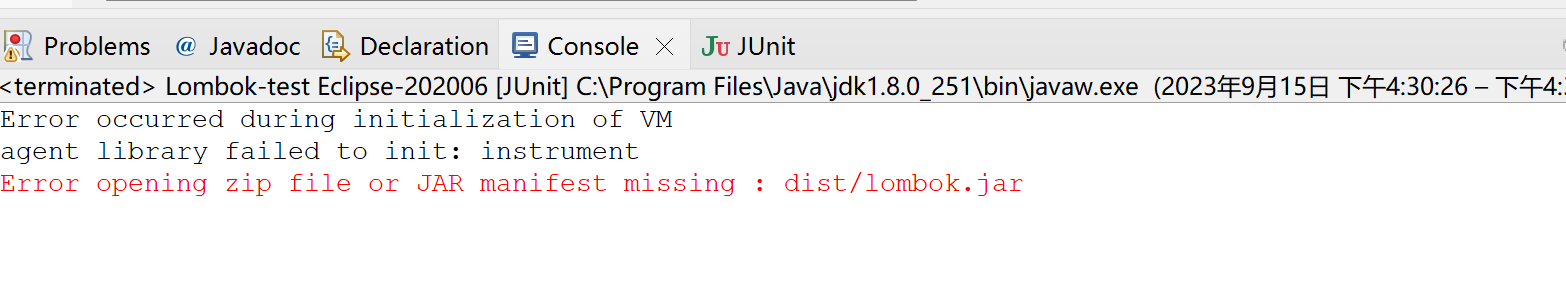 Problems @ Javadoc Declaration Console JUnit
<terminated> Lombok-test Eclipse-202006 [JUnit] C:\Program Files\Java\jdk1.8.0_251\bin\javaw.exe (2023年9月15日 下午4:30:26 – 下午4:
Error occurred during initialization of VM
agent library failed to init: instrument
Error opening zip file or JAR manifest missing : dist/lombok.jar